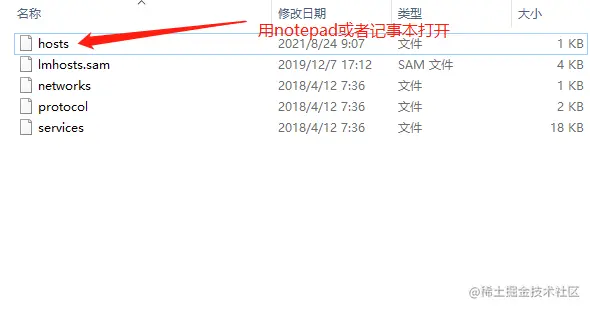 名称 修改日期 类型 大小
用notepad或者记事本打开
hosts 2021/8/24 9:07 文件 1 KB
lmhosts.sam 2019/12/7 17:12 SAM 文件 4 KB
networks 2018/4/12 7:36 文件 1 KB
protocol 2018/4/12 7:36 文件 2 KB
services 2018/4/12 7:36 文件 18 KB
@稀土掘金技术社区